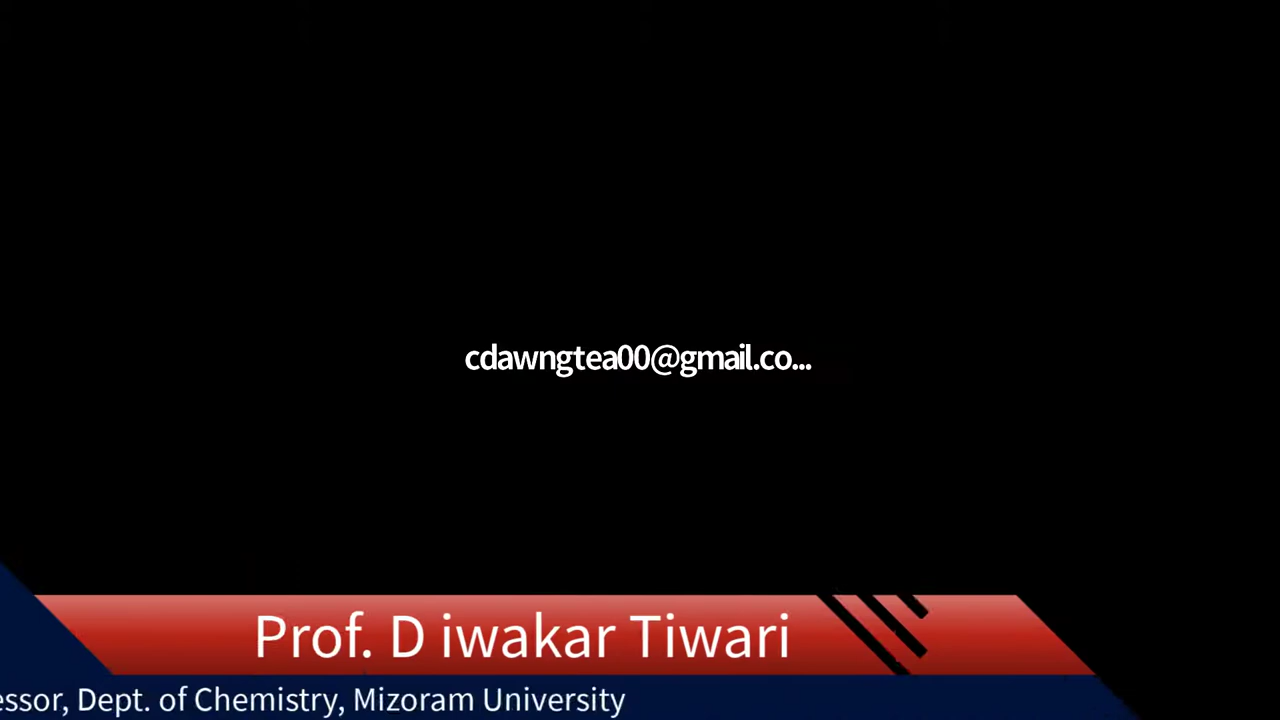 cdawngtea00@gmail.co...
Prof. D iwakar Tiwari
essor, Dept. of Chemistry, Mizoram University